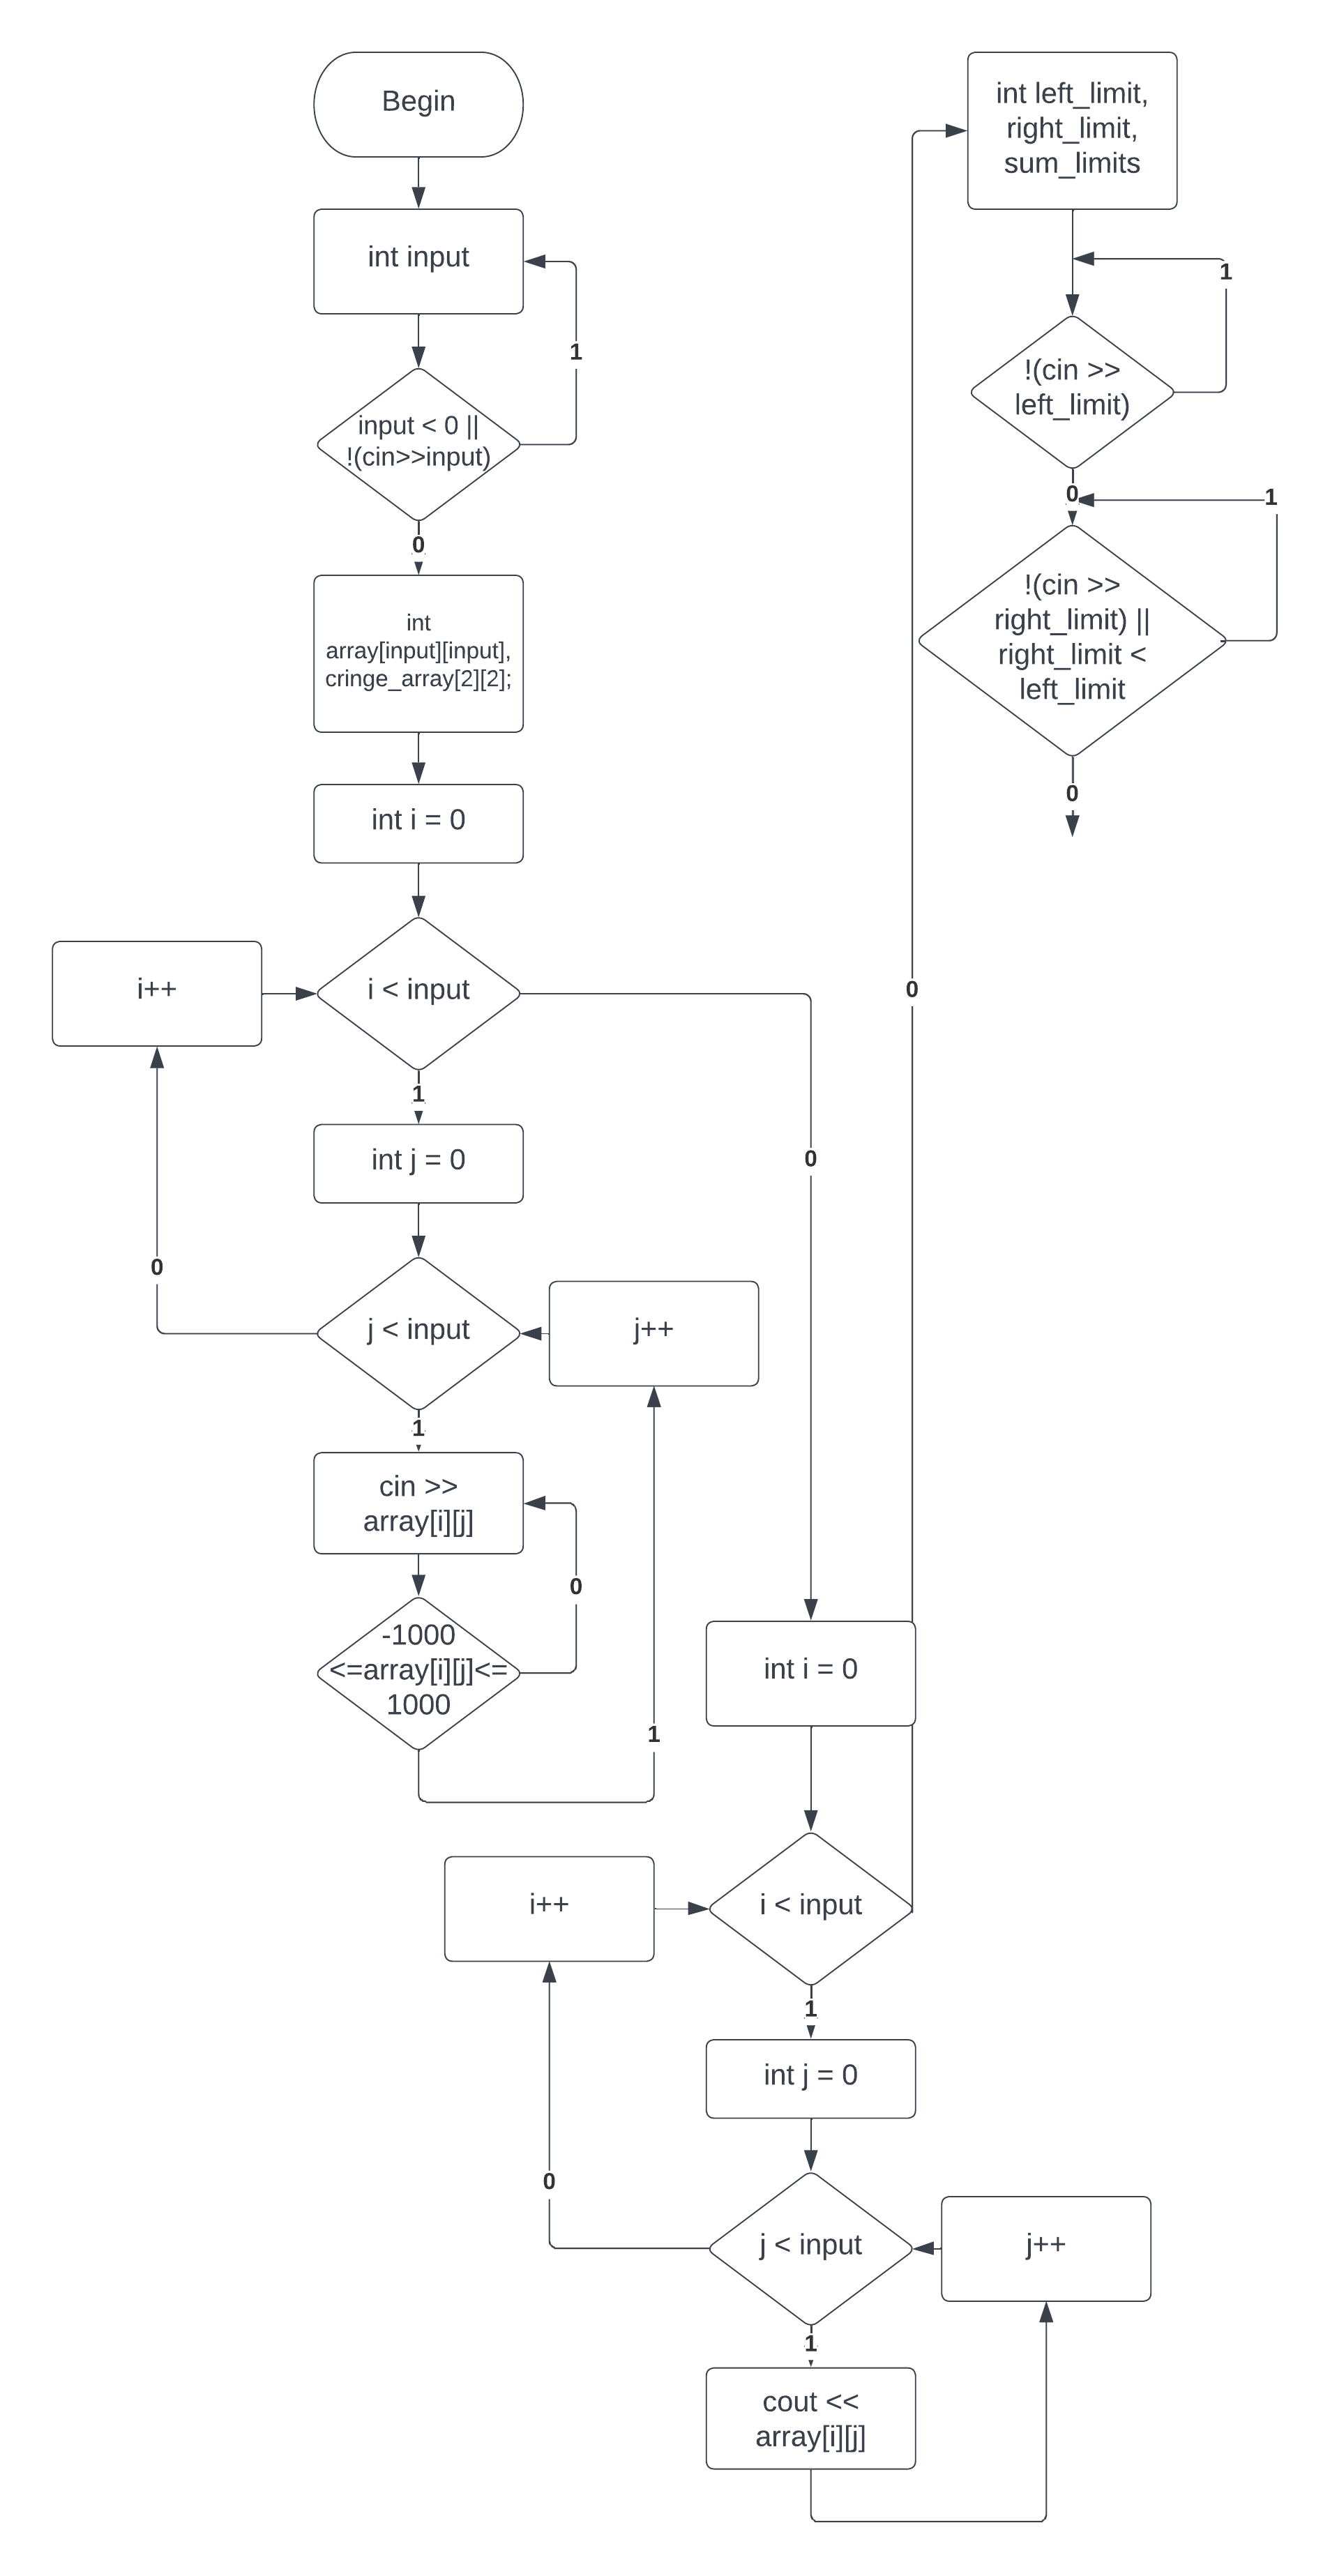 Begin
int input
1
input < 0 ||
!(cin>>input)
0
int
array[input][input],
cringe_array[2][2];
int i = 0
i++
i < input
1
0
int j = 0
0
j < input
j++
1
cin >>
array[i][j]
0
-1000
<=array[i][j]<=
1000
1
int i = 0
i++
i < input
0
1
int j = 0
0
j < input
j++
1
cout <<
array[i][j]
int left_limit,
right_limit,
sum_limits
1
!(cin >>
left_limit)
0
1
!(cin >>
right_limit) ||
right_limit <
left_limit
0